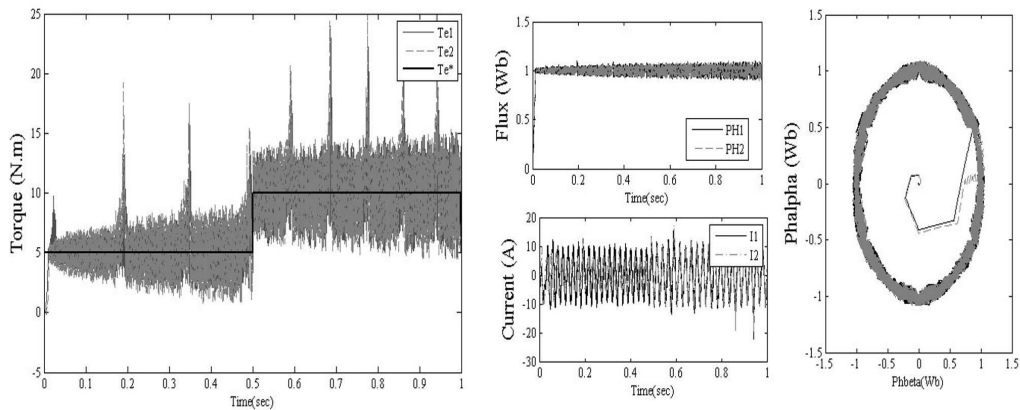 25
20
15
10
5
0
-5
Torque (N.m)
Te1
Te2
Te*
0 0.1 0.2 0.3 0.4 0.5 0.6 0.7 0.8 0.9 1
Time(sec)
1.5
1
0.5
0
Flux (Wb)
PH1
PH2
0 0.2 0.4 0.6 0.8 1
Time(sec)
20
10
0
-10
-20
-30
Current (A)
I1
I2
0 0.2 0.4 0.6 0.8 1
Time(sec)
1.5
1
0.5
0
-0.5
-1
-1.5
Phalpha (Wb)
-1.5 -1 -0.5 0 0.5 1 1.5
Phbeta(Wb)